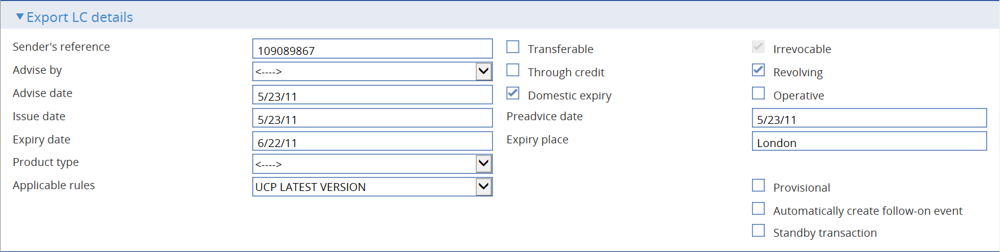 Export LC details
Sender's reference 109089867 Transferable Irrevocable
Advise by <----> Through credit Revolving
Advise date 5/23/11 Domestic expiry Operative
Issue date 5/23/11 Preadvice date 5/23/11
Expiry date 6/22/11 Expiry place London
Product type <---->
Applicable rules UCP LATEST VERSION Provisional
Automatically create follow-on event
Standby transaction